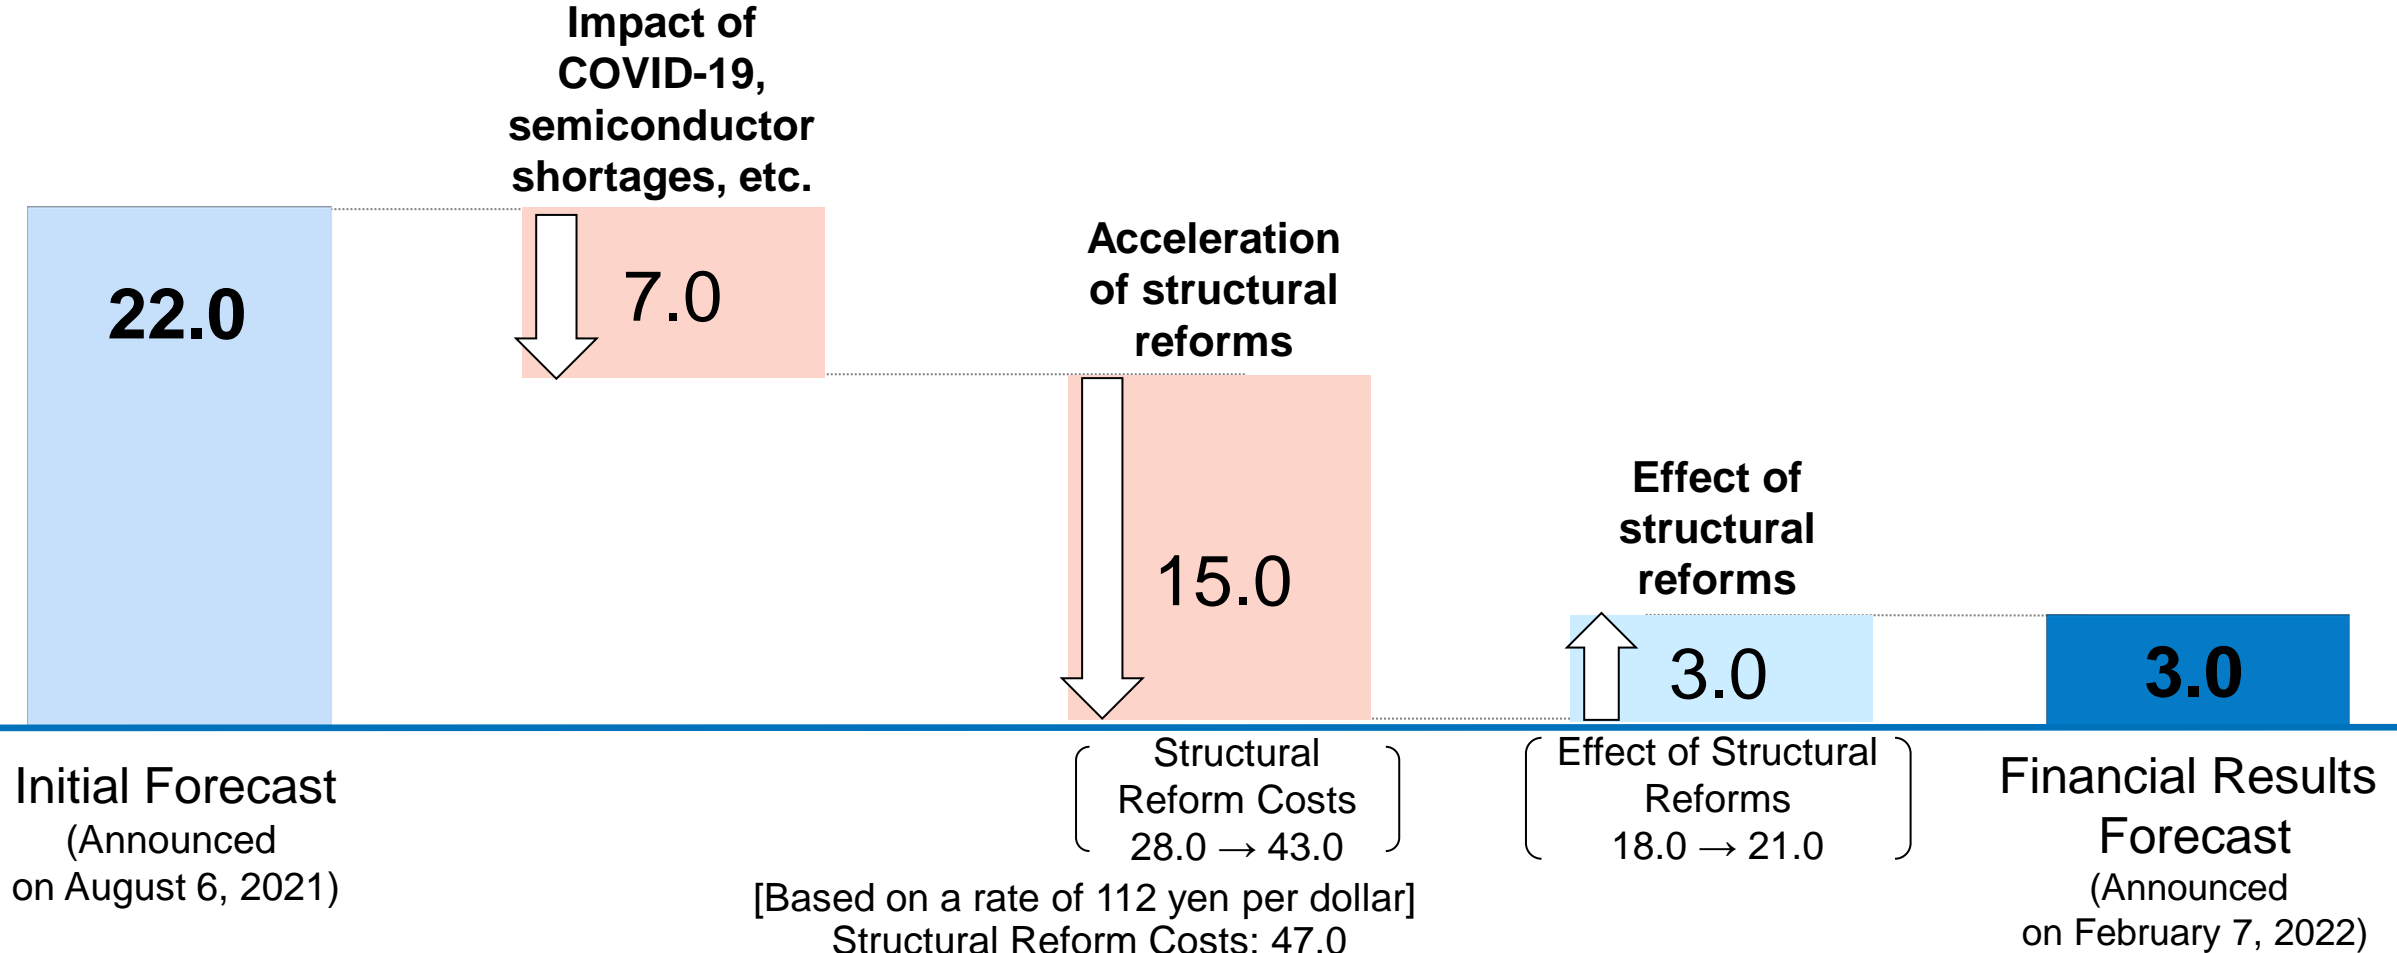 Impact of
COVID-19,
semiconductor
shortages, etc.
22.0
7.0
Acceleration
of structural
reforms
15.0
Effect of
structural
reforms
3.0
3.0
Initial Forecast
(Announced
on August 6, 2021)
Structural
Reform Costs
28.0 → 43.0
[Based on a rate of 112 yen per dollar]
Structural Reform Costs: 47.0
Effect of Structural
Reforms
18.0 → 21.0
Financial Results
Forecast
(Announced
on February 7, 2022)